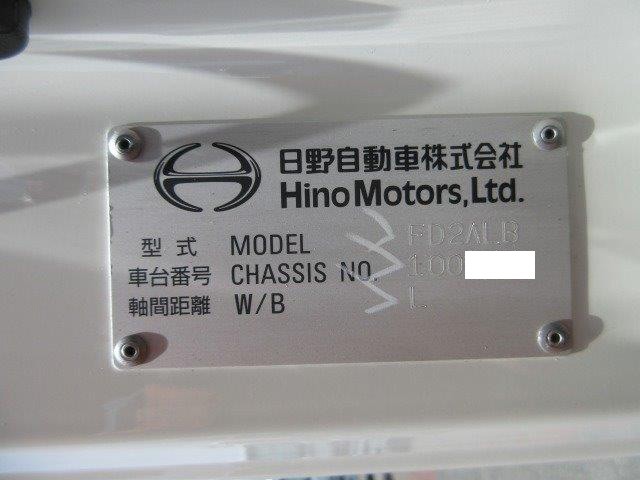 日野自動車株式会社
Hino Motors, Ltd.
型式 MODEL FD2ALB
車台番号 CHASSIS NO. 100
軸間距離 W/B L